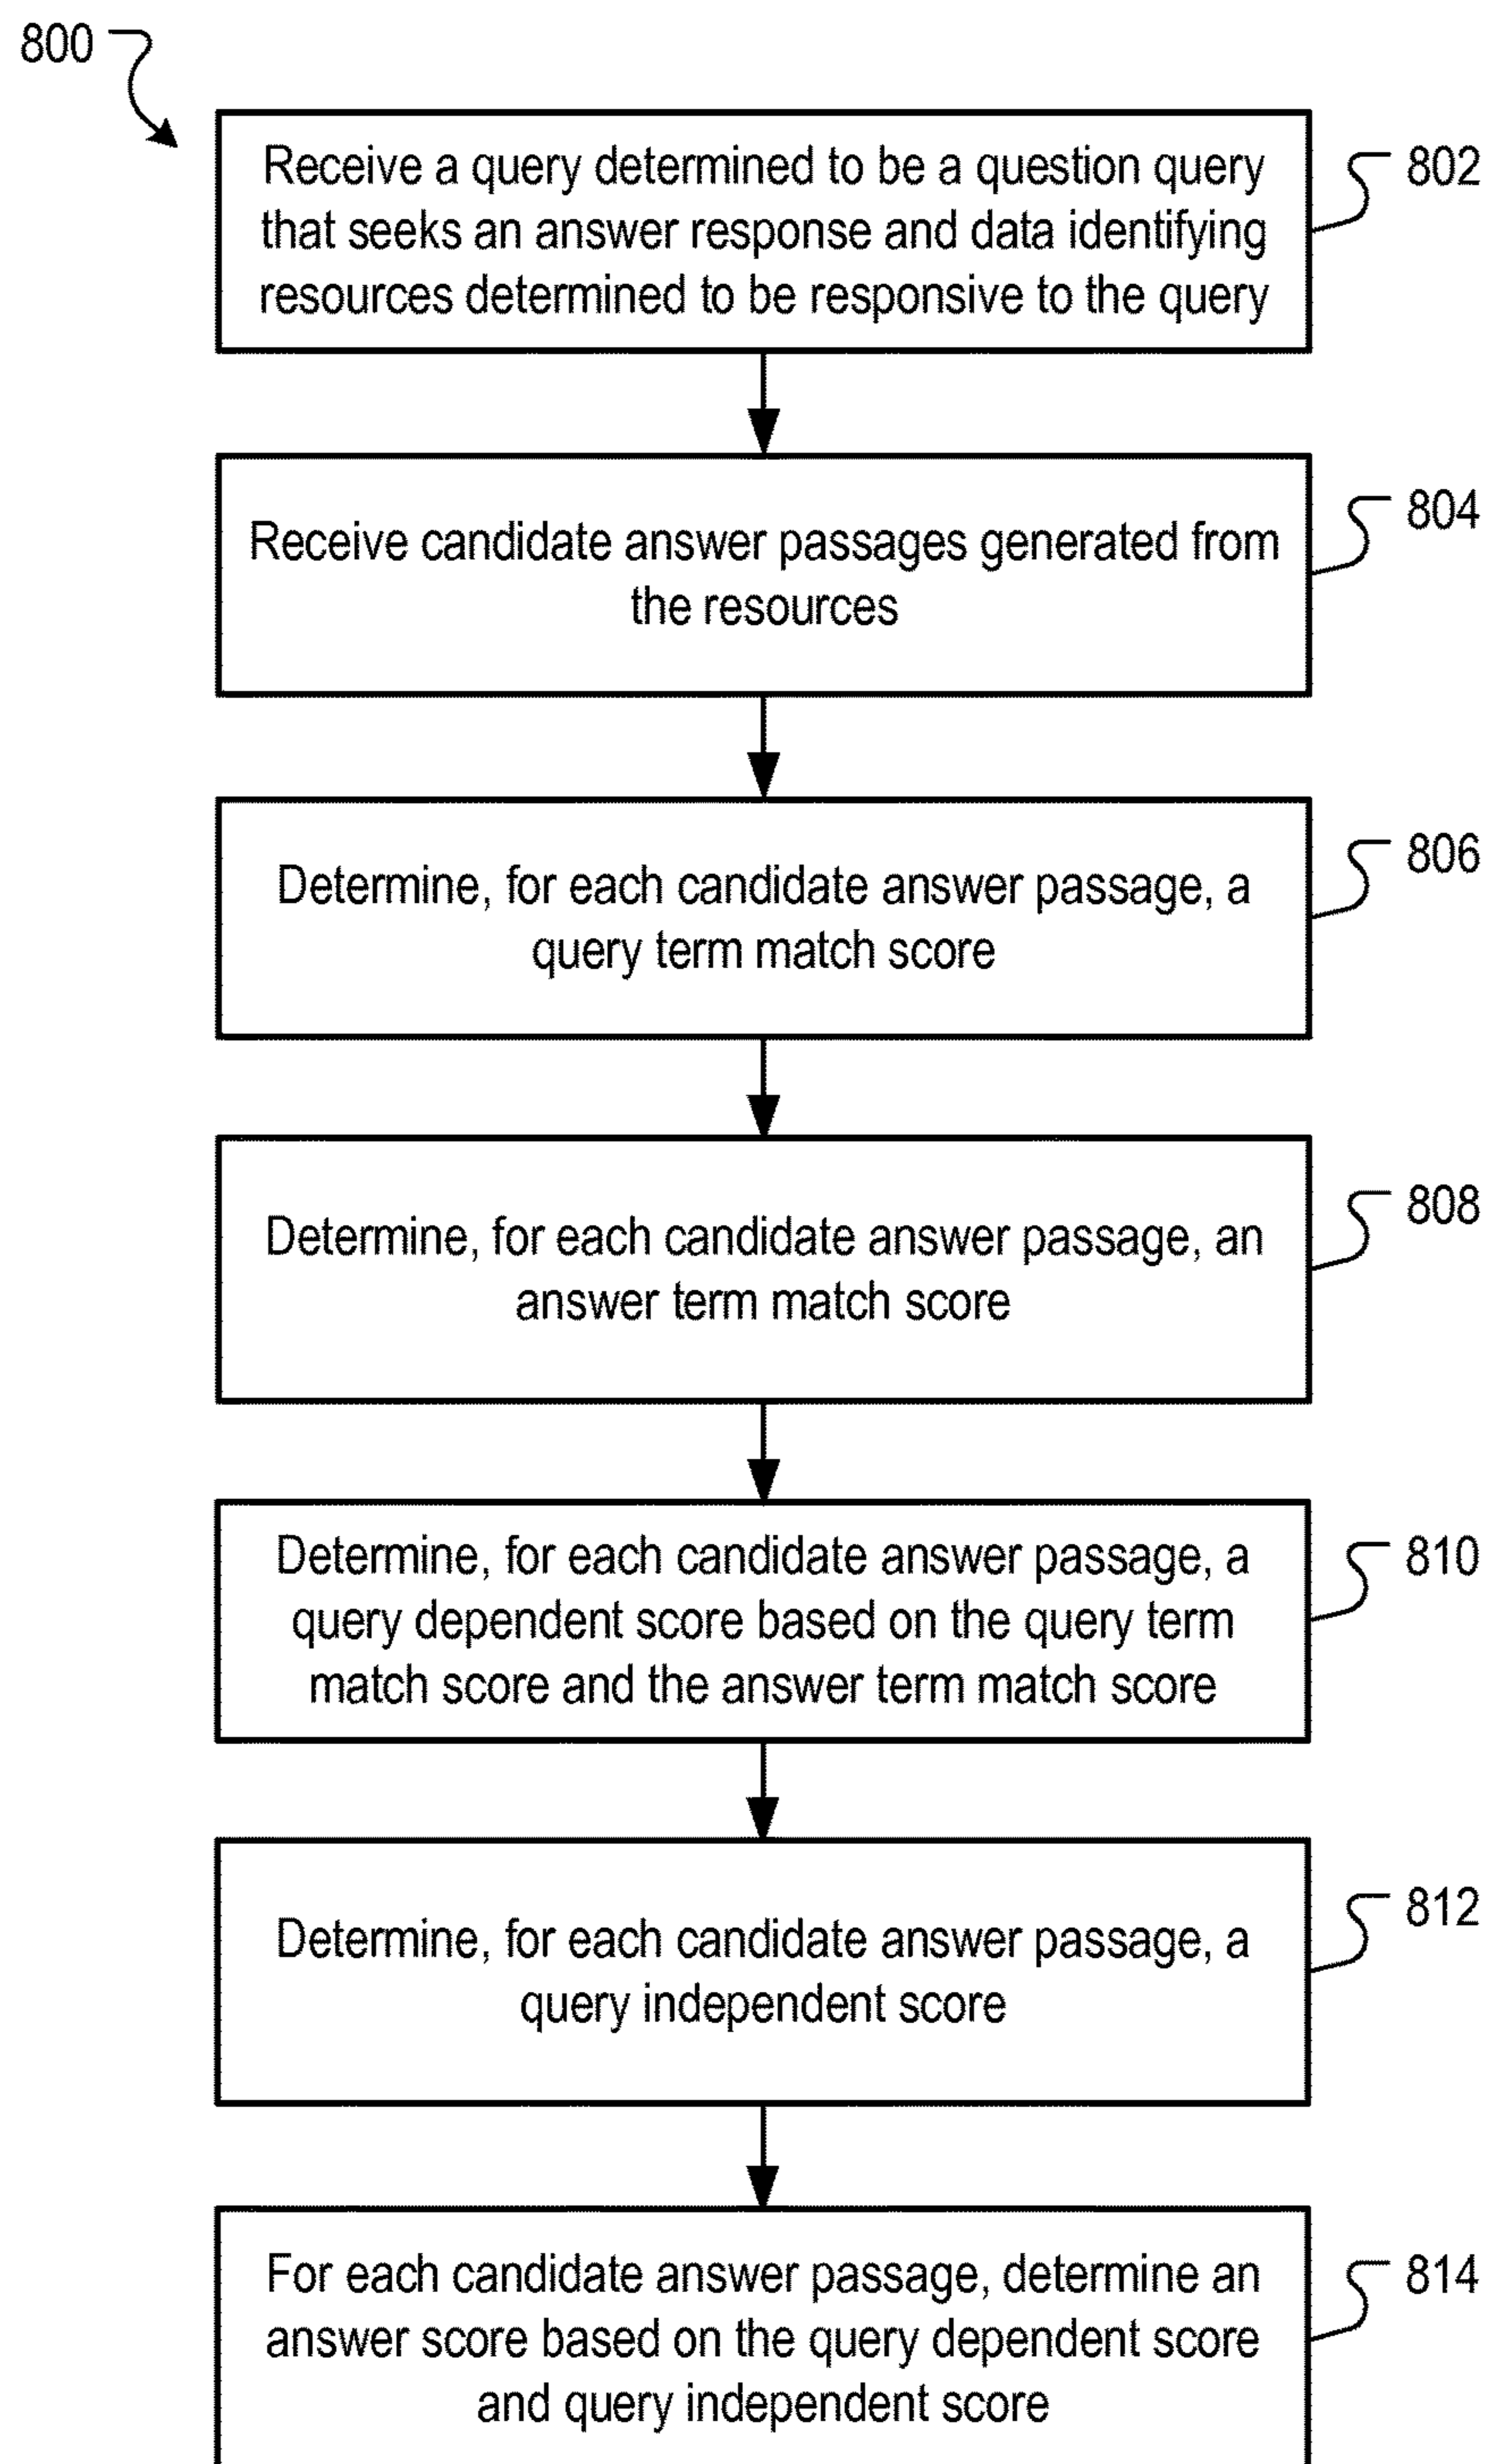 800
Receive a query determined to be a question query
that seeks an answer response and data identifying
resources determined to be responsive to the query
802
Receive candidate answer passages generated from
the resources
804
Determine, for each candidate answer passage, a
query term match score
806
Determine, for each candidate answer passage, an
answer term match score
808
Determine, for each candidate answer passage, a
query dependent score based on the query term
match score and the answer term match score
810
Determine, for each candidate answer passage, a
query independent score
812
For each candidate answer passage, determine an
answer score based on the query dependent score
and query independent score
814